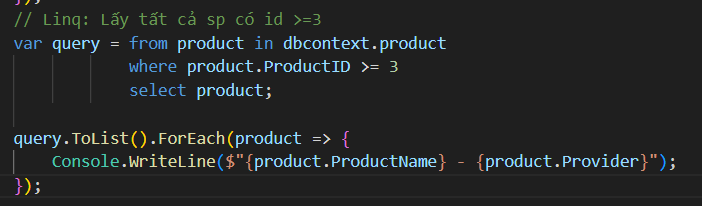 });
// Linq: Lấy tất cả sp có id >=3
var query = from product in dbcontext.product
            where product.ProductID >= 3
            select product;

query.ToList().ForEach(product => {
    Console.WriteLine($"{product.ProductName} - {product.Provider}");
});